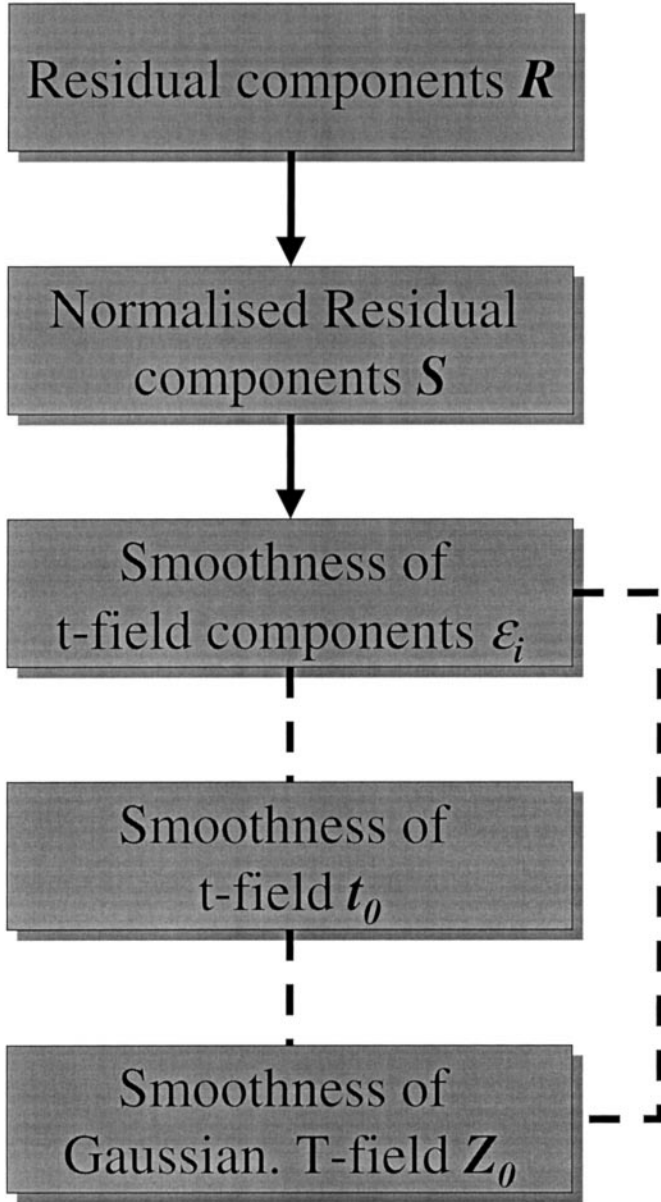 Residual components R
Normalised Residual
components S
Smoothness of
t-field components εᵢ
Smoothness of
t-field t₀
Smoothness of
Gaussian. T-field Z₀